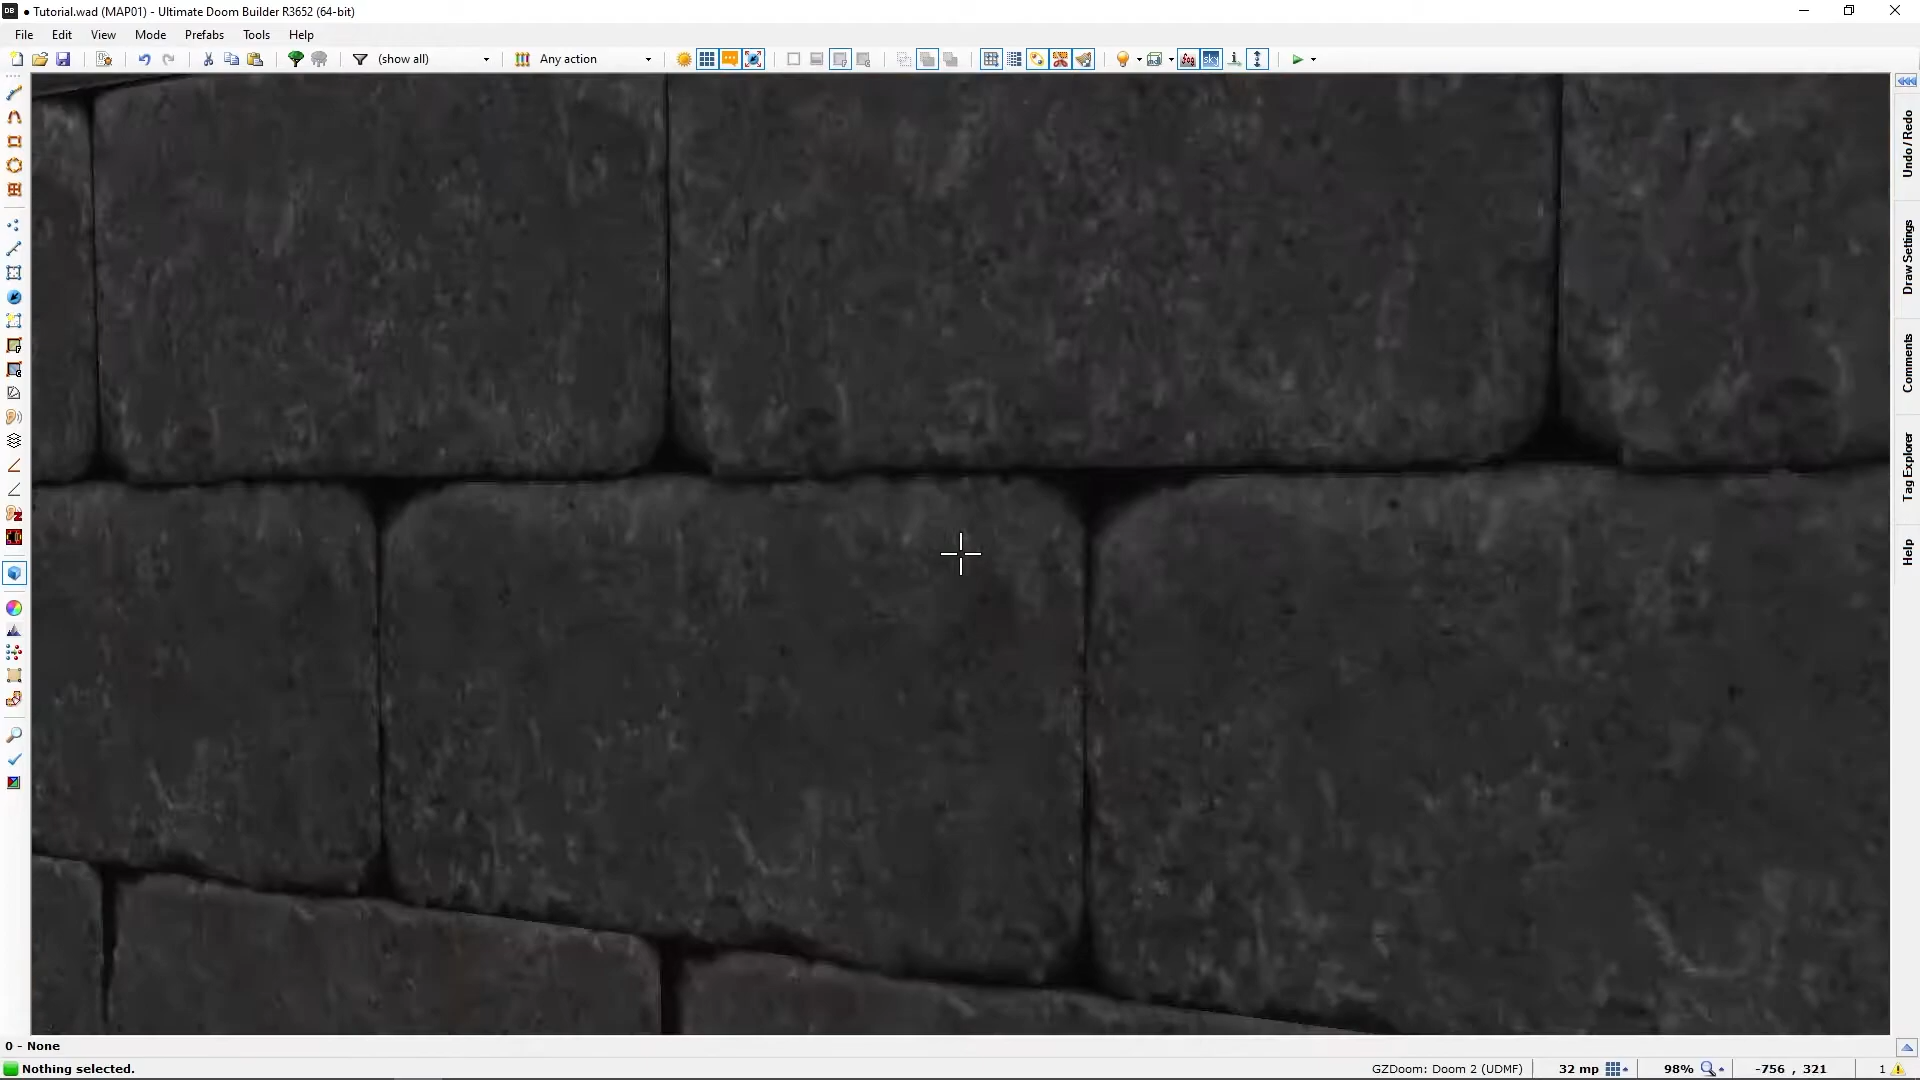 DB
● Tutorial.wad (MAP01) - Ultimate Doom Builder R3652 (64-bit)
File Edit View Mode Prefabs Tools Help
(show all) Any action
Undo / Redo
Draw Settings
Comments
Tag Explorer
Help
0 - None
Nothing selected. GZDoom: Doom 2 (UDMF) 32 mp 98% -756 , 321 1